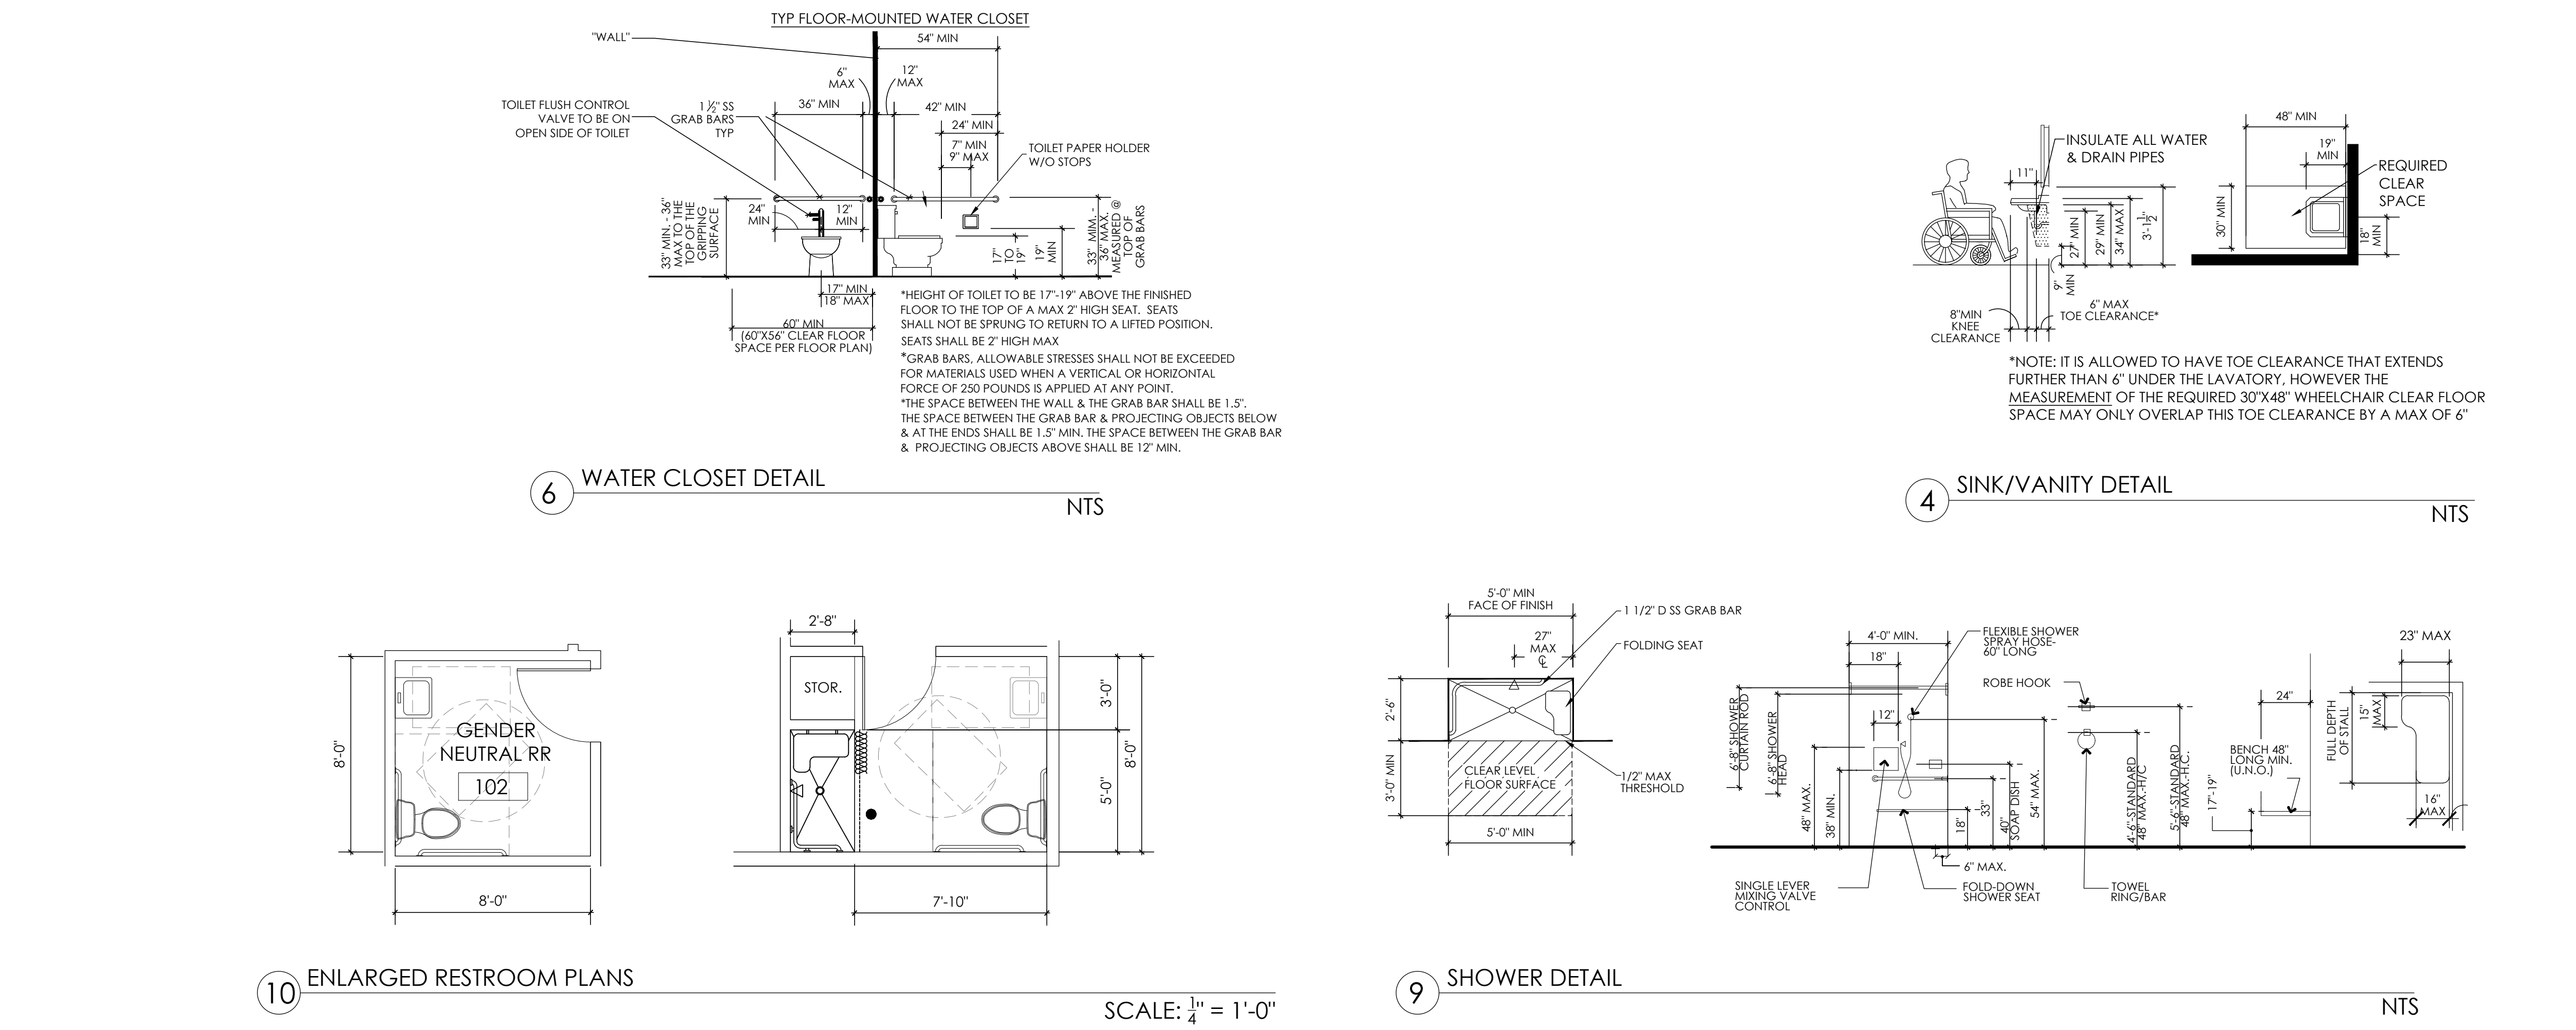 TYP FLOOR-MOUNTED WATER CLOSET
"WALL"
54" MIN
6"
MAX
12"
MAX
TOILET FLUSH CONTROL
VALVE TO BE ON
OPEN SIDE OF TOILET
1 ½" SS
GRAB BARS
TYP
36" MIN
42" MIN
24" MIN
7" MIN
9" MAX
TOILET PAPER HOLDER
W/O STOPS
33" MIN. - 36"
MAX TO THE
TOP OF THE
GRIPPING
SURFACE
24"
MIN
12"
MIN
17"
TO
19"
19"
MIN
33" MIM. -
36" MAX.
MEASURED @
TOP OF
GRAB BARS
17" MIN
18" MAX
60" MIN
(60"X56" CLEAR FLOOR
SPACE PER FLOOR PLAN)
*HEIGHT OF TOILET TO BE 17"-19" ABOVE THE FINISHED
FLOOR TO THE TOP OF A MAX 2" HIGH SEAT. SEATS
SHALL NOT BE SPRUNG TO RETURN TO A LIFTED POSITION.
SEATS SHALL BE 2" HIGH MAX
*GRAB BARS, ALLOWABLE STRESSES SHALL NOT BE EXCEEDED
FOR MATERIALS USED WHEN A VERTICAL OR HORIZONTAL
FORCE OF 250 POUNDS IS APPLIED AT ANY POINT.
*THE SPACE BETWEEN THE WALL & THE GRAB BAR SHALL BE 1.5".
THE SPACE BETWEEN THE GRAB BAR & PROJECTING OBJECTS BELOW
& AT THE ENDS SHALL BE 1.5" MIN. THE SPACE BETWEEN THE GRAB BAR
& PROJECTING OBJECTS ABOVE SHALL BE 12" MIN.
6 WATER CLOSET DETAIL
NTS
INSULATE ALL WATER
& DRAIN PIPES
11"
27" MIN
29" MIN
34" MAX
3'-½"
9"
MIN
8"MIN
KNEE
CLEARANCE
6" MAX
TOE CLEARANCE*
48" MIN
19"
MIN
REQUIRED
CLEAR
SPACE
30" MIN
18"
MIN
*NOTE: IT IS ALLOWED TO HAVE TOE CLEARANCE THAT EXTENDS
FURTHER THAN 6" UNDER THE LAVATORY, HOWEVER THE
MEASUREMENT OF THE REQUIRED 30"X48" WHEELCHAIR CLEAR FLOOR
SPACE MAY ONLY OVERLAP THIS TOE CLEARANCE BY A MAX OF 6"
4 SINK/VANITY DETAIL
NTS
8'-0"
GENDER
NEUTRAL RR
102
8'-0"
2'-8"
STOR.
3'-0"
5'-0"
8'-0"
7'-10"
10 ENLARGED RESTROOM PLANS
SCALE: ¼" = 1'-0"
5'-0" MIN
FACE OF FINISH
27"
MAX
℄
1 1/2" D SS GRAB BAR
FOLDING SEAT
2'-6"
3'-0" MIN
CLEAR LEVEL
FLOOR SURFACE
1/2" MAX
THRESHOLD
5'-0" MIN
4'-0" MIN.
18"
12"
FLEXIBLE SHOWER
SPRAY HOSE-
60" LONG
ROBE HOOK
6'-8" SHOWER
CURTAIN ROD
6'-8" SHOWER
HEAD
48" MAX.
38" MIN.
18"
33"
40"
SOAP DISH
54" MAX.
4'-6"-STANDARD
48" MAX.-H/C
5'-6"-STANDARD
48" MAX.-H.C.
6" MAX.
SINGLE LEVER
MIXING VALVE
CONTROL
FOLD-DOWN
SHOWER SEAT
TOWEL
RING/BAR
24"
BENCH 48"
LONG MIN.
(U.N.O.)
17"-19"
23" MAX
FULL DEPTH
OF STALL
15"
MAX
16"
MAX
9 SHOWER DETAIL
NTS